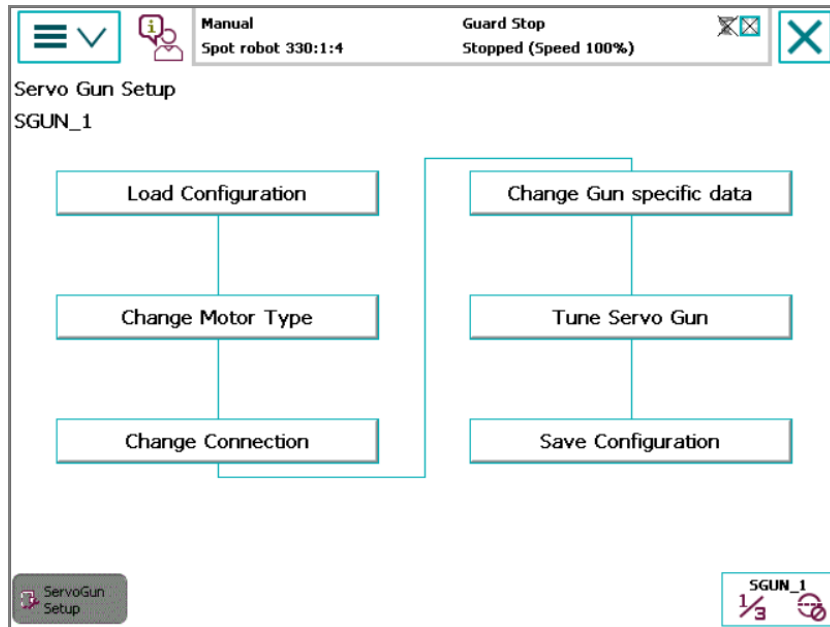 Manual
Guard Stop
Spot robot 330:1:4
Stopped (Speed 100%)
Servo Gun Setup
SGUN_1
Load Configuration
Change Motor Type
Change Connection
Change Gun specific data
Tune Servo Gun
Save Configuration
ServoGun
Setup
SGUN_1
1/3